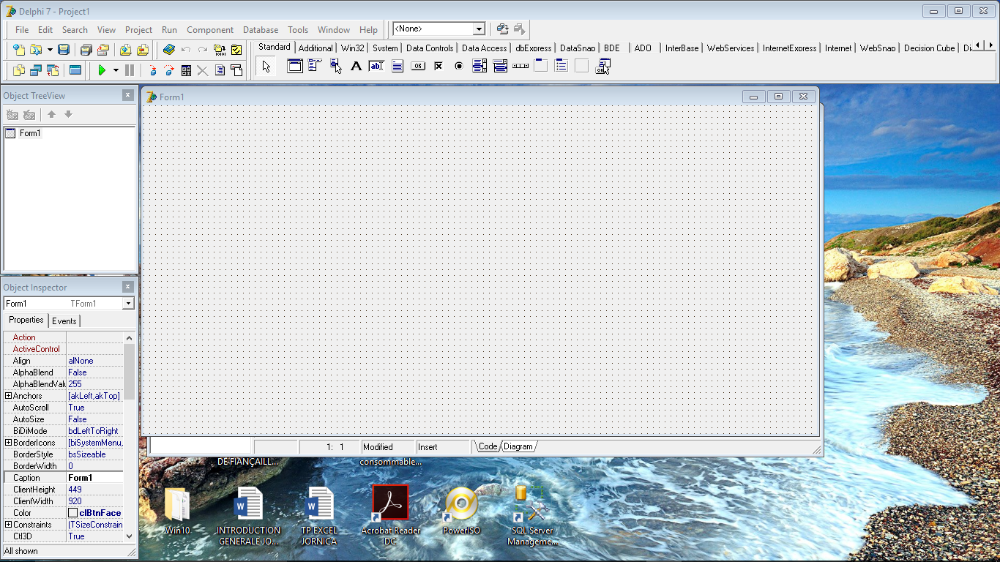 Delphi 7 - Project1
File Edit Search View Project Run Component Database Tools Window Help <None>
Standard Additional Win32 System Data Controls Data Access dbExpress DataSnap BDE ADO InterBase WebServices InternetExpress Internet WebSnap Decision Cube
Object TreeView
Form1
Form1
Object Inspector
Form1 TForm1
Properties Events
Action
ActiveControl
Align alNone
AlphaBlend False
AlphaBlendValu 255
Anchors [akLeft,akTop]
AutoScroll True
AutoSize False
BiDiMode bdLeftToRight
BorderIcons [biSystemMenu,
BorderStyle bsSizeable
BorderWidth 0
Caption Form1
ClientHeight 449
ClientWidth 920
Color clBtnFace
Constraints (TSizeConstrain
Ctl3D True
All shown
1: 1 Modified Insert Code Diagram
DE FIANÇAILL...
consommable...
Win10
INTRODUCTION
GENERALE JO...
TP EXCEL
JORNICA
Acrobat Reader
DC
PowerISO
SQL Server
Manageme...